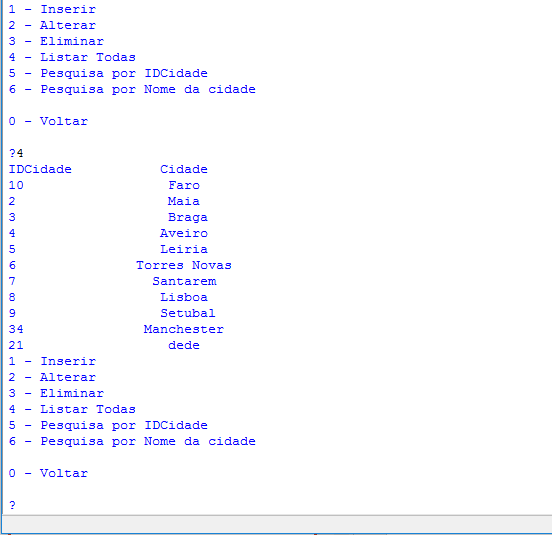 1 - Inserir
2 - Alterar
3 - Eliminar
4 - Listar Todas
5 - Pesquisa por IDCidade
6 - Pesquisa por Nome da cidade
0 - Voltar
?4
IDCidade Cidade
10 Faro
2 Maia
3 Braga
4 Aveiro
5 Leiria
6 Torres Novas
7 Santarem
8 Lisboa
9 Setubal
34 Manchester
21 dede
1 - Inserir
2 - Alterar
3 - Eliminar
4 - Listar Todas
5 - Pesquisa por IDCidade
6 - Pesquisa por Nome da cidade
0 - Voltar
?